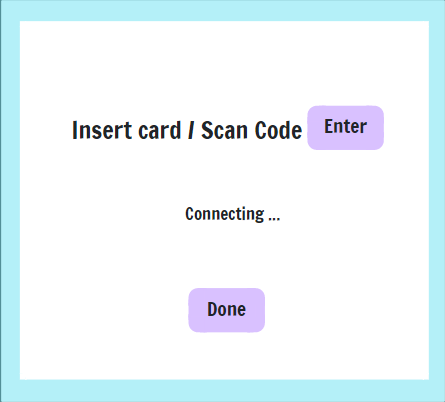 Insert card / Scan Code Enter
Connecting ...
Done